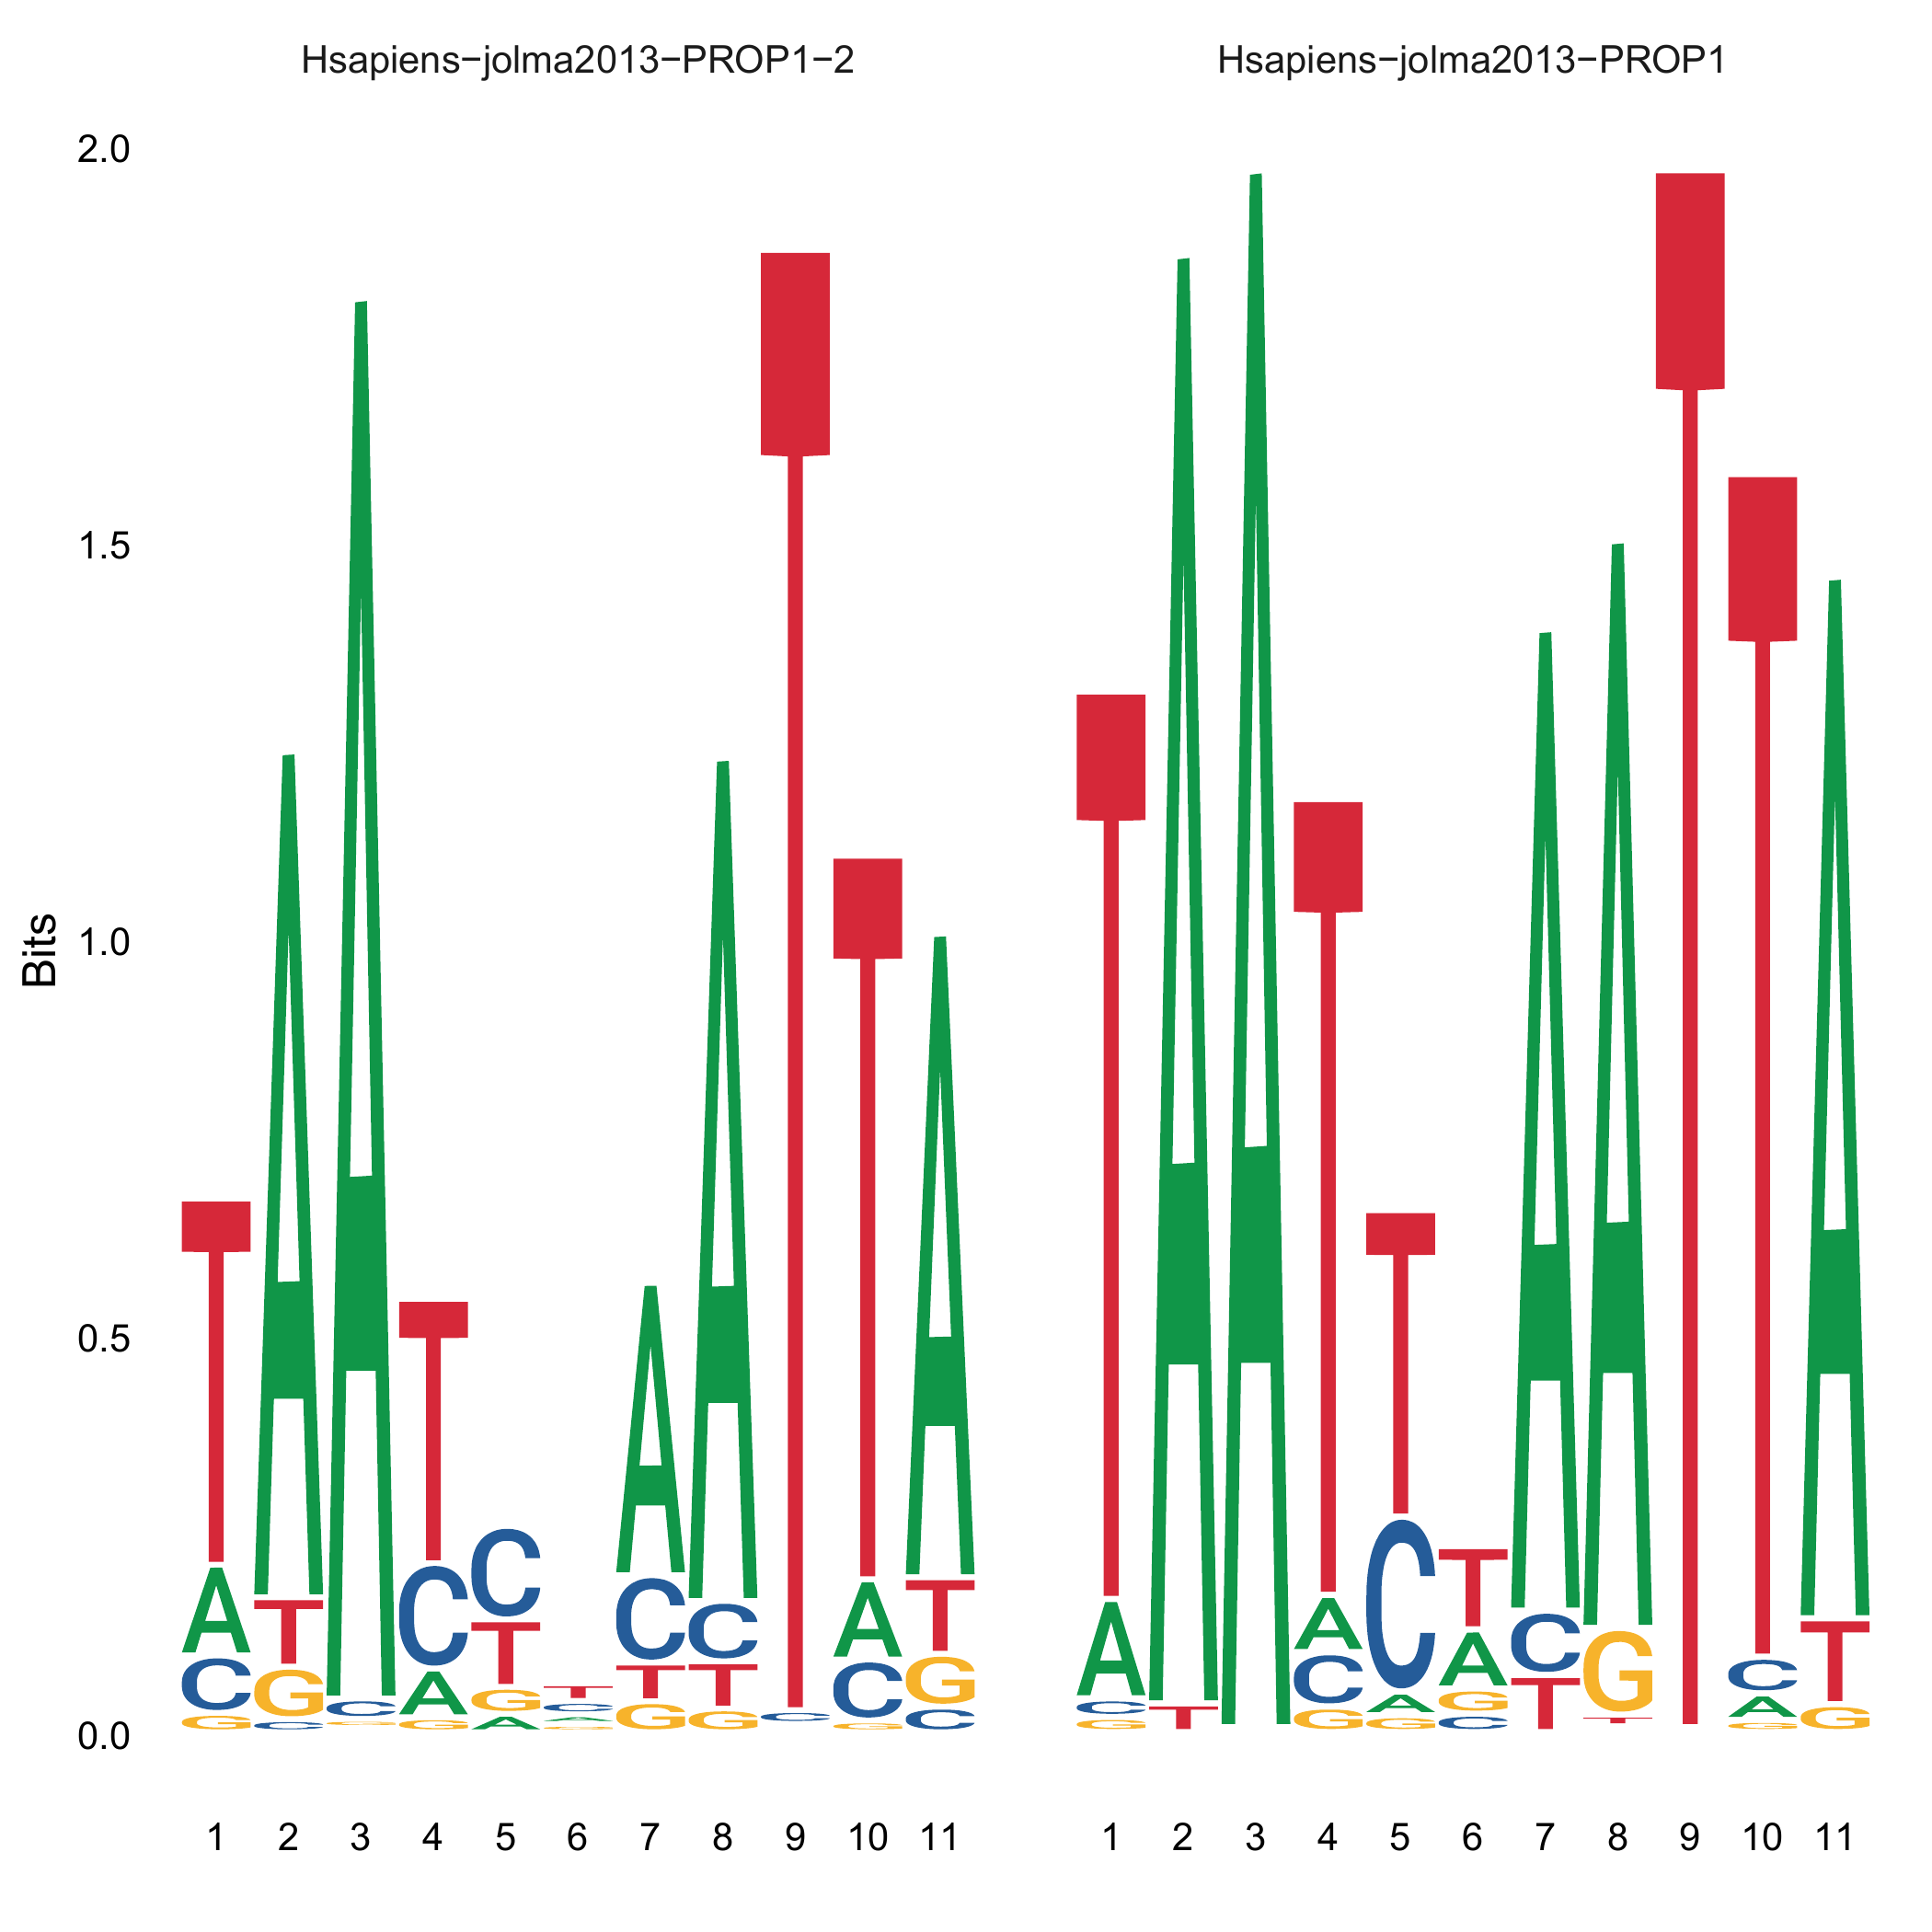 Hsapiens−jolma2013−PROP1−2 Hsapiens−jolma2013−PROP1
2.0
1.5
1.0
0.5
0.0
Bits
T A C G
A T G C
A C G
T C A G
C T G A
T C A G
A C T G
A C T G
T C
T A C G
A T G C
T A C G
A T
A
T A C G
T C A G
T A G C
A C T
A G T
T
T C A G
A T G
1 2 3 4 5 6 7 8 9 10 11 1 2 3 4 5 6 7 8 9 10 11